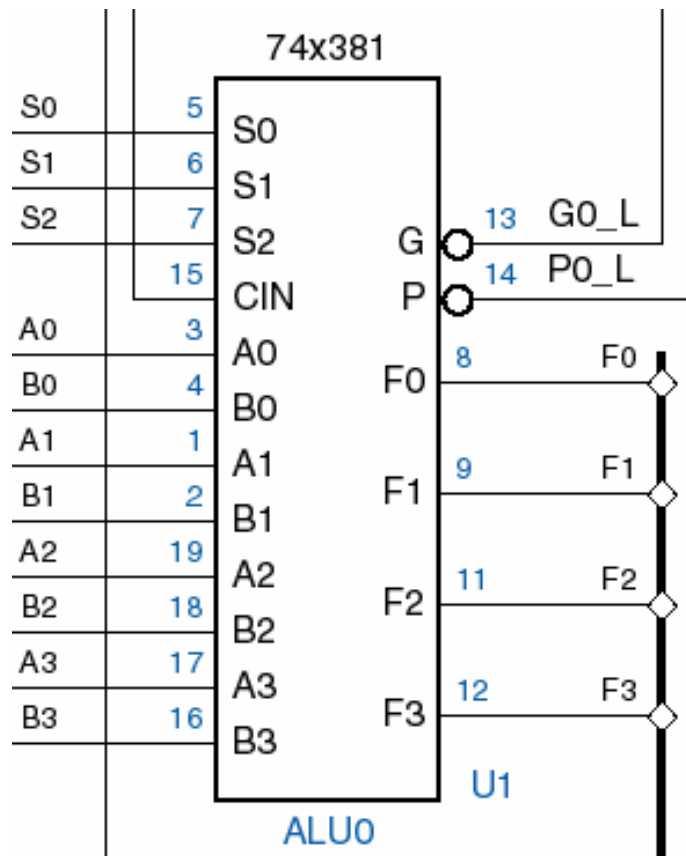 74x381
S0 5 S0
S1 6 S1
S2 7 S2 G 13 G0_L
15 CIN P 14 P0_L
A0 3 A0 F0 8 F0
B0 4 B0
A1 1 A1 F1 9 F1
B1 2 B1
A2 19 A2 F2 11 F2
B2 18 B2
A3 17 A3 F3 12 F3
B3 16 B3
U1
ALU0